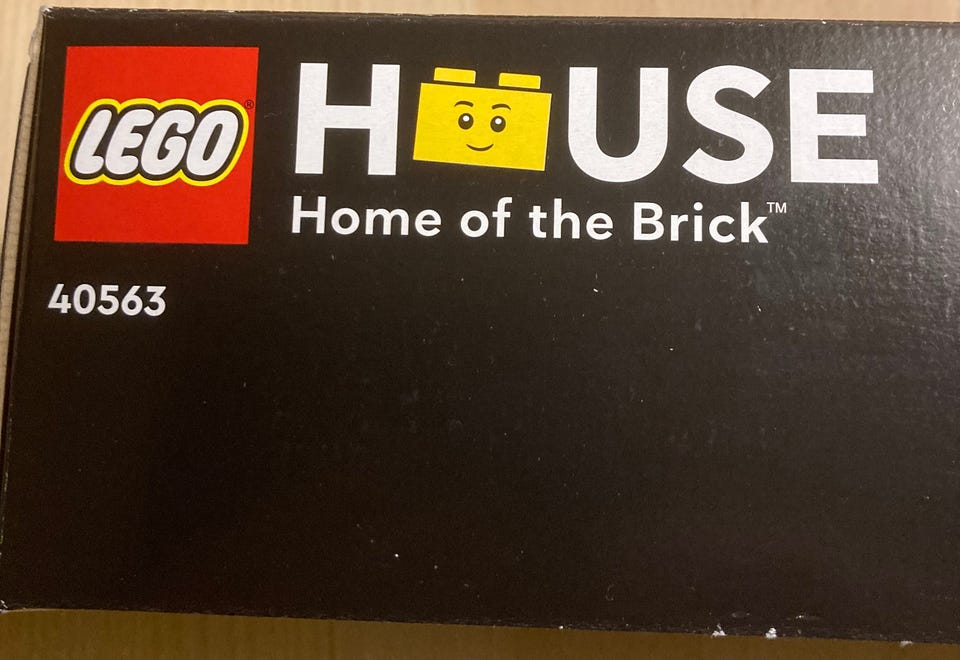 LEGO®
HOUSE
Home of the Brick™
40563